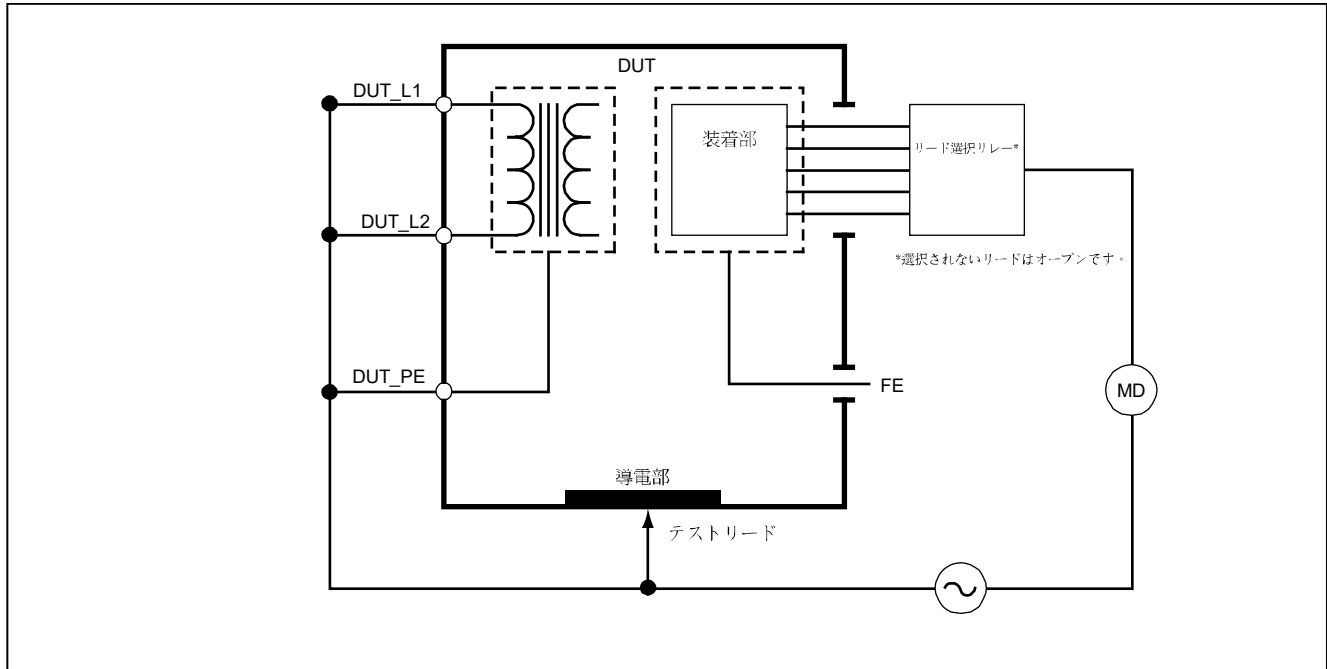 DUT
DUT_L1
装着部
リード選択リレー*
DUT_L2
*選択されないリードはオープンです。
DUT_PE
FE
MD
導電部
テストリード